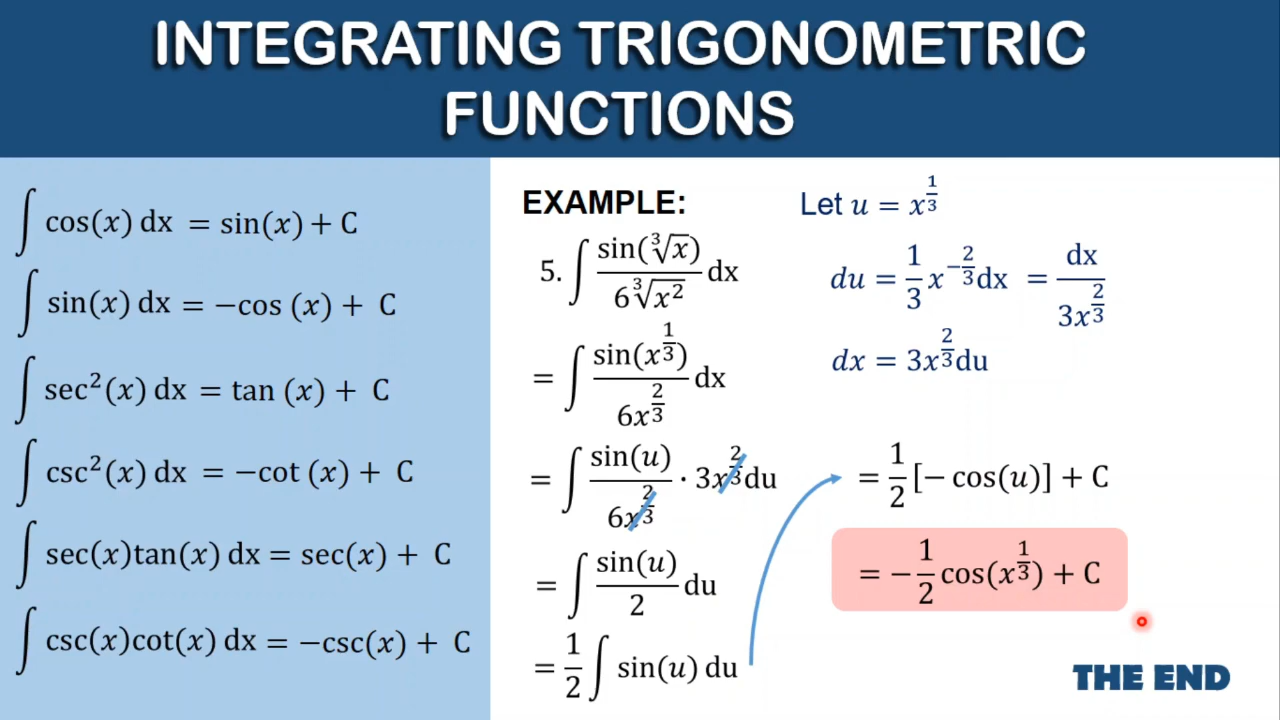 INTEGRATING TRIGONOMETRIC
FUNCTIONS
∫ cos(x) dx = sin(x) + C
∫ sin(x) dx = −cos (x) + C
∫ sec²(x) dx = tan (x) + C
∫ csc²(x) dx = −cot (x) + C
∫ sec(x)tan(x) dx = sec(x) + C
∫ csc(x)cot(x) dx = −csc(x) + C
EXAMPLE:
5. ∫ sin(∛x) / 6∛x² dx
= ∫ sin(x^(1/3)) / 6x^(2/3) dx
= ∫ sin(u) / 6x^(2/3) · 3x^(2/3) du
= ∫ sin(u) / 2 du
= 1/2 ∫ sin(u) du
Let u = x^(1/3)
du = 1/3 x^(−2/3) dx = dx / 3x^(2/3)
dx = 3x^(2/3) du
= 1/2 [− cos(u)] + C
= − 1/2 cos(x^(1/3)) + C
THE END